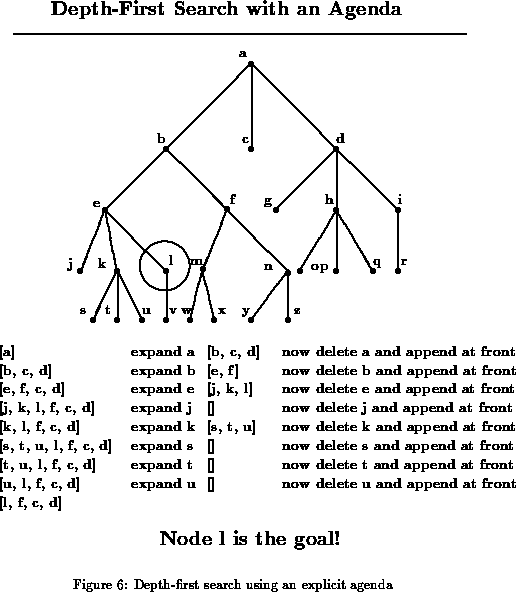 Depth-First Search with an Agenda
a
b c d
e f g h i
j k l m n o p q r
s t u v w x y z
[a] expand a [b, c, d] now delete a and append at front
[b, c, d] expand b [e, f] now delete b and append at front
[e, f, c, d] expand e [j, k, l] now delete e and append at front
[j, k, l, f, c, d] expand j [] now delete j and append at front
[k, l, f, c, d] expand k [s, t, u] now delete k and append at front
[s, t, u, l, f, c, d] expand s [] now delete s and append at front
[t, u, l, f, c, d] expand t [] now delete t and append at front
[u, l, f, c, d] expand u [] now delete u and append at front
[l, f, c, d]
Node l is the goal!
Figure 6: Depth-first search using an explicit agenda